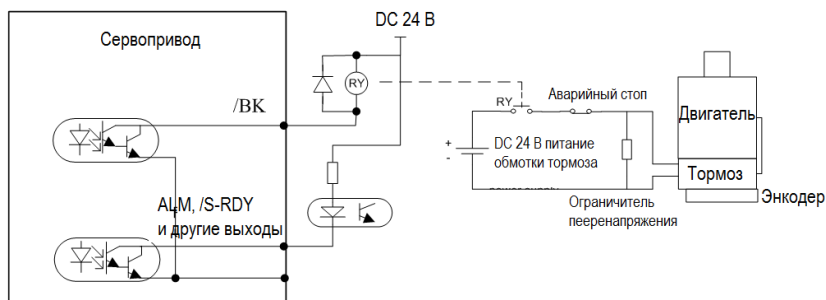 DC 24 В
Сервопривод
RY
/BK
RY
Аварийный стоп
Двигатель
+
-
DC 24 В питание
обмотки тормоза
Тормоз
Энкодер
ALM, /S-RDY
и другие выходы
Ограничитель
пееренапряжения